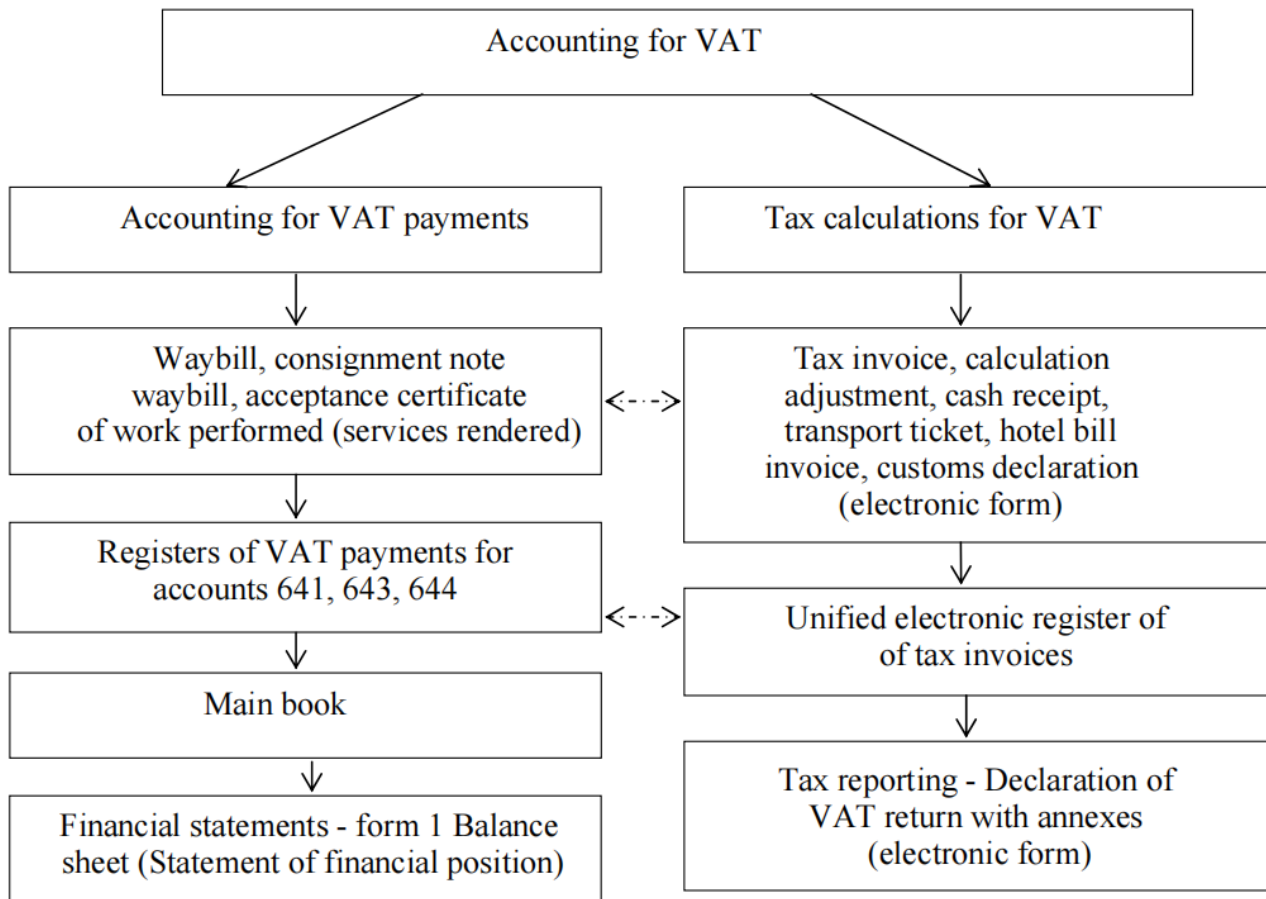 Accounting for VAT
Accounting for VAT payments
Tax calculations for VAT
Waybill, consignment note
waybill, acceptance certificate
of work performed (services rendered)
Tax invoice, calculation
adjustment, cash receipt,
transport ticket, hotel bill
invoice, customs declaration
(electronic form)
Registers of VAT payments for
accounts 641, 643, 644
Unified electronic register of
of tax invoices
Main book
Tax reporting - Declaration of
VAT return with annexes
(electronic form)
Financial statements - form 1 Balance
sheet (Statement of financial position)